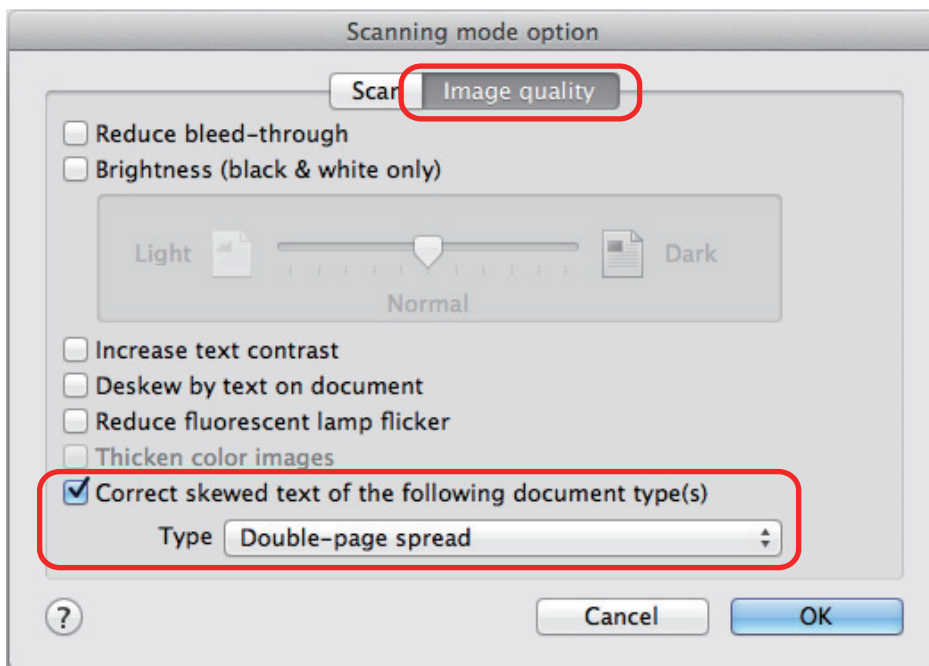 Scanning mode option
Scan Image quality
Reduce bleed-through
Brightness (black & white only)
Light Dark
Normal
Increase text contrast
Deskew by text on document
Reduce fluorescent lamp flicker
Thicken color images
Correct skewed text of the following document type(s)
Type Double-page spread
? Cancel OK